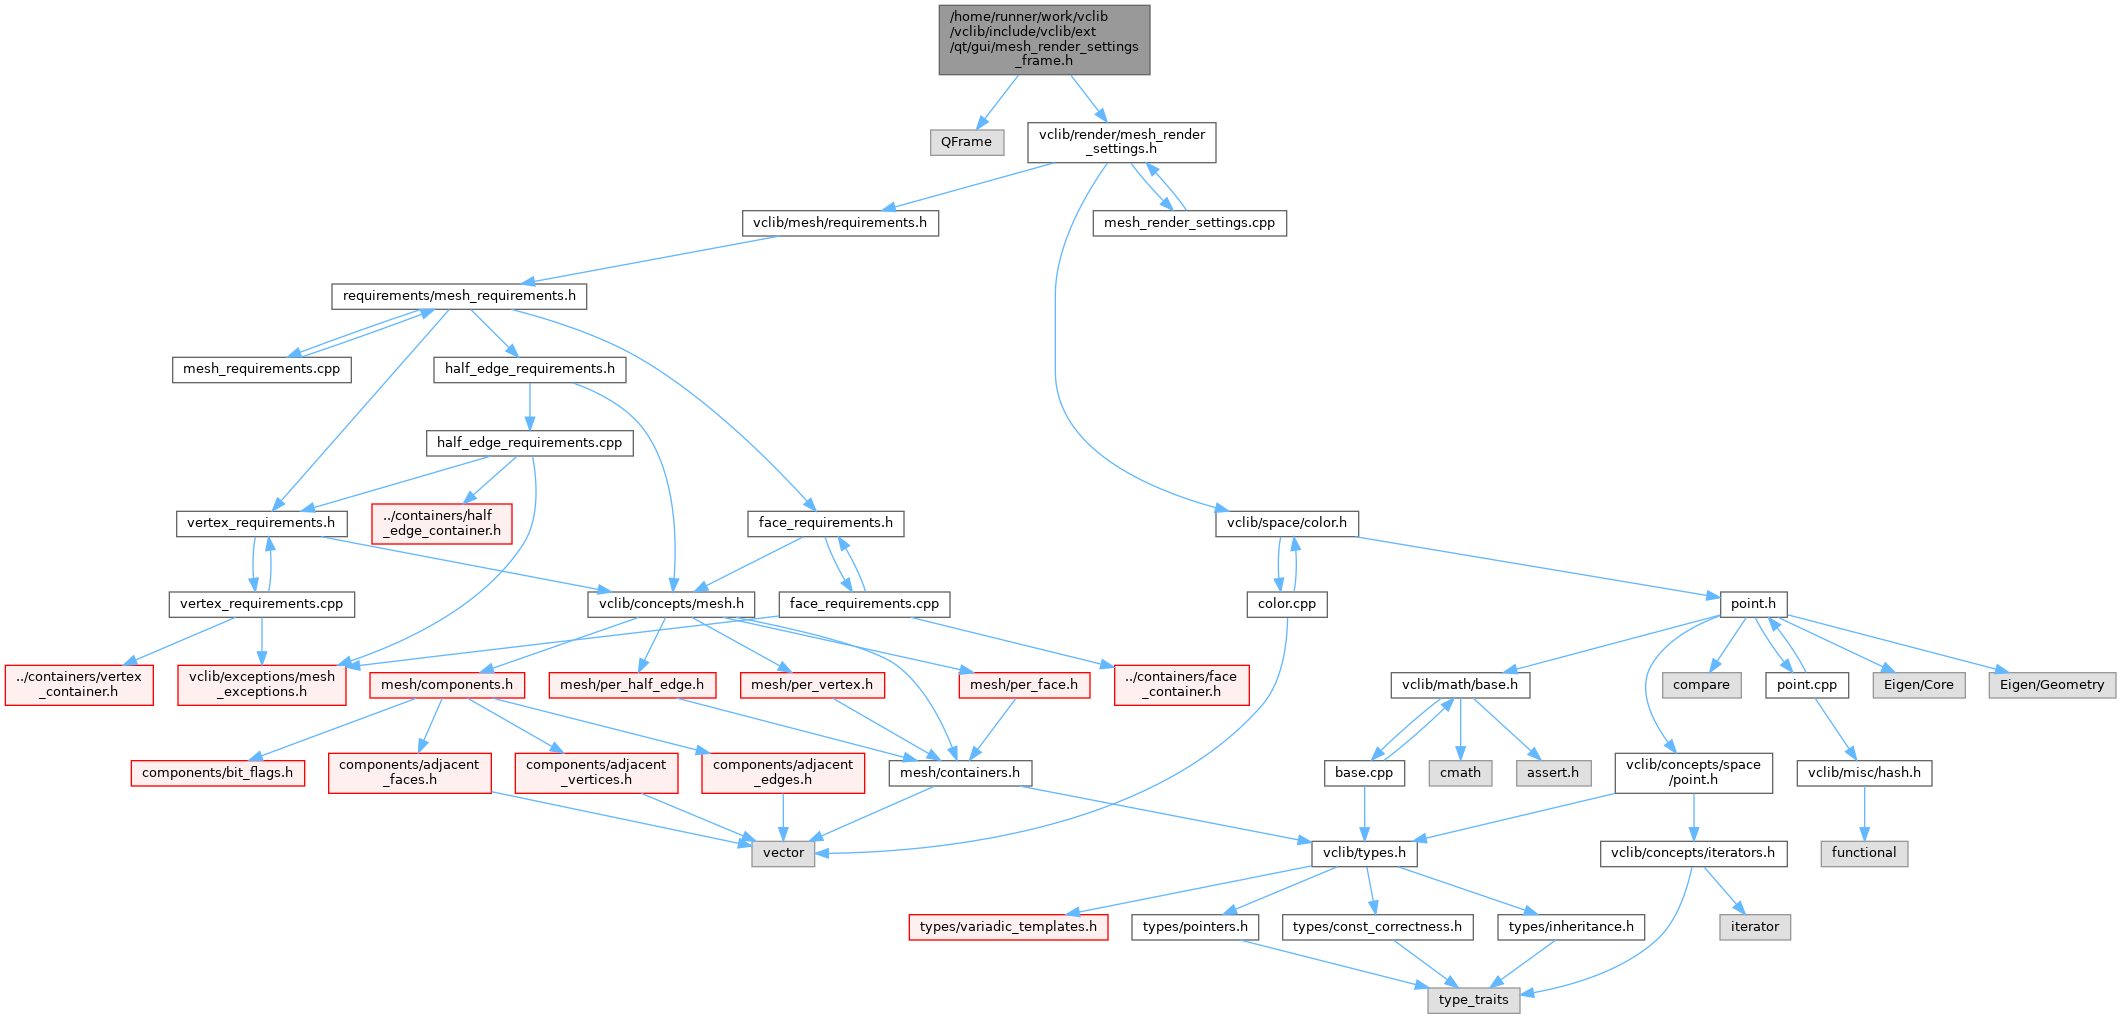 /home/runner/work/vclib
/vclib/include/vclib/ext
/qt/gui/mesh_render_settings
_frame.h
QFrame
vclib/render/mesh_render
_settings.h
vclib/mesh/requirements.h
mesh_render_settings.cpp
requirements/mesh_requirements.h
mesh_requirements.cpp
half_edge_requirements.h
half_edge_requirements.cpp
vertex_requirements.h
../containers/half
_edge_container.h
face_requirements.h
vclib/space/color.h
vertex_requirements.cpp
vclib/concepts/mesh.h
face_requirements.cpp
color.cpp
point.h
../containers/vertex
_container.h
vclib/exceptions/mesh
_exceptions.h
mesh/components.h
mesh/per_half_edge.h
mesh/per_vertex.h
mesh/per_face.h
../containers/face
_container.h
vclib/math/base.h
compare
point.cpp
Eigen/Core
Eigen/Geometry
components/bit_flags.h
components/adjacent
_faces.h
components/adjacent
_vertices.h
components/adjacent
_edges.h
mesh/containers.h
base.cpp
cmath
assert.h
vclib/concepts/space
/point.h
vclib/misc/hash.h
vector
vclib/types.h
vclib/concepts/iterators.h
functional
types/variadic_templates.h
types/pointers.h
types/const_correctness.h
types/inheritance.h
iterator
type_traits